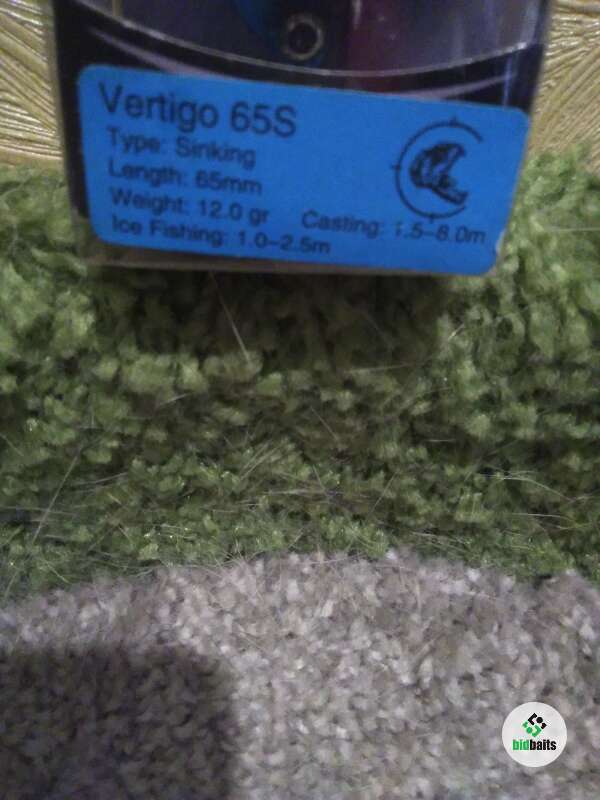 Vertigo 65S
Type: Sinking
Length: 65mm
Weight: 12.0 gr
Casting: 1.5-8.0m
Ice Fishing: 1.0-2.5m
bidbaits